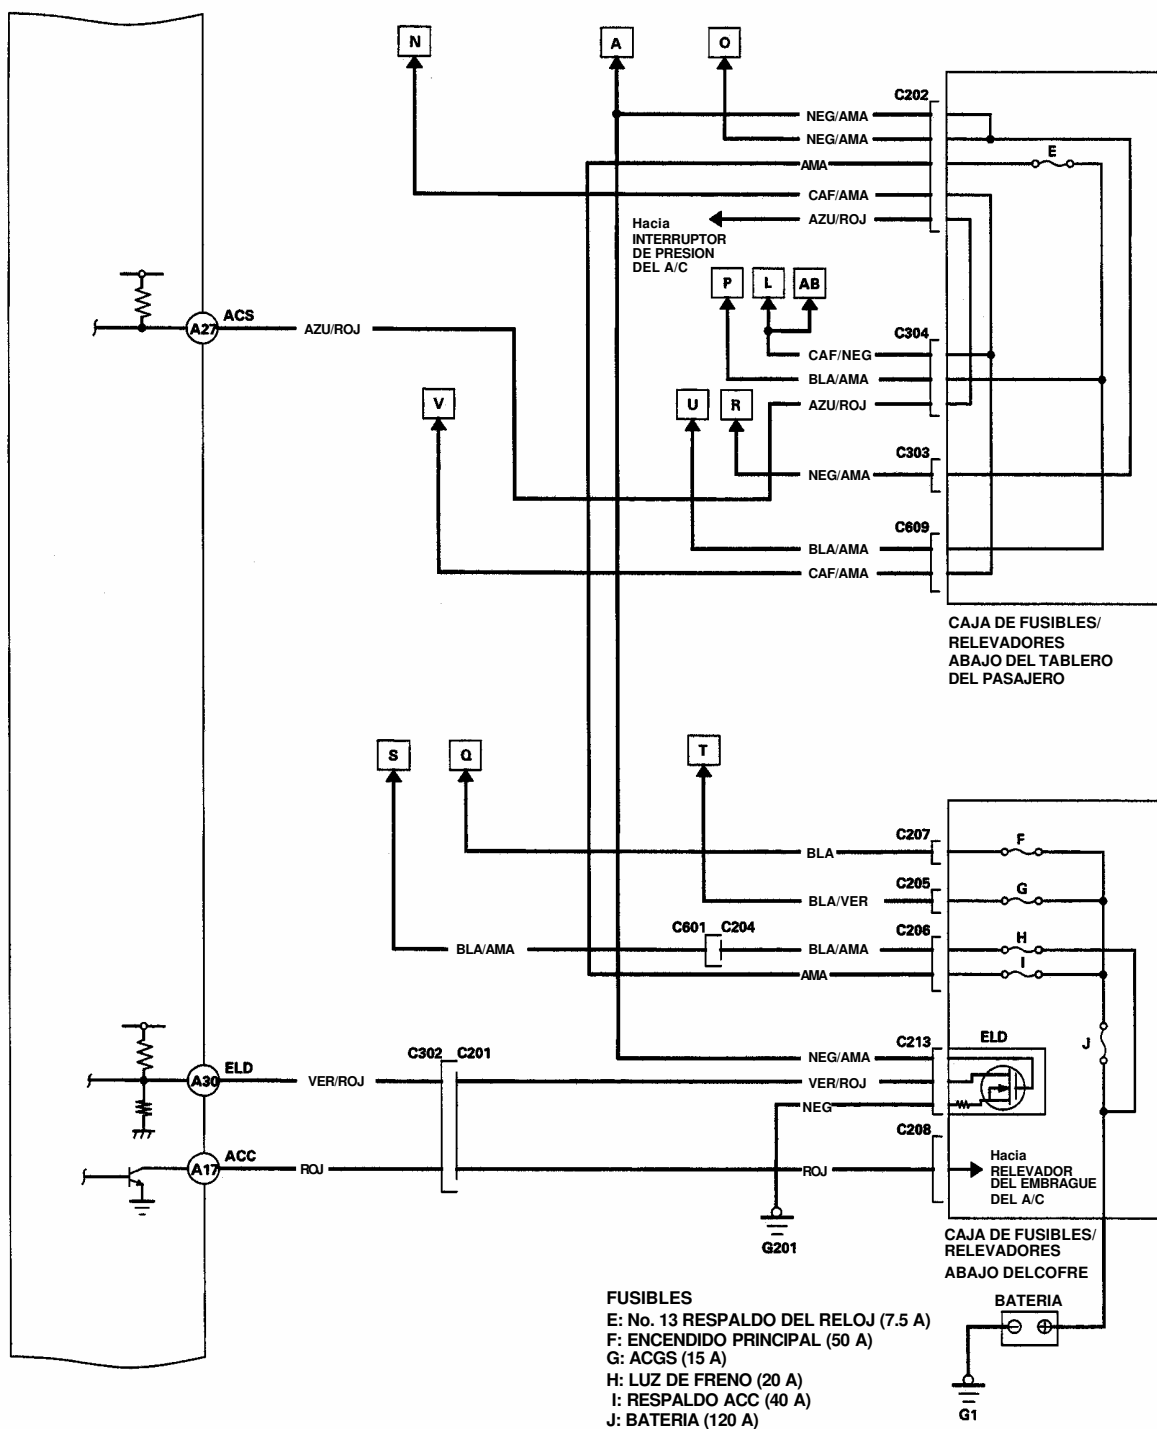 N
A
O
C202
NEG/AMA
NEG/AMA
E
AMA
CAF/AMA
AZU/ROJ
Hacia
INTERRUPTOR
DE PRESION
DEL A/C
P
L
AB
A27
ACS
AZU/ROJ
C304
CAF/NEG
BLA/AMA
AZU/ROJ
V
U
R
C303
NEG/AMA
C609
BLA/AMA
CAF/AMA
CAJA DE FUSIBLES/
RELEVADORES
ABAJO DEL TABLERO
DEL PASAJERO
S
Q
T
C207
F
BLA
C205
G
BLA/VER
C601
C204
C206
H
BLA/AMA
BLA/AMA
I
AMA
J
C302
C201
C213
ELD
NEG/AMA
A30
ELD
VER/ROJ
VER/ROJ
NEG
C208
A17
ACC
ROJ
ROJ
Hacia
RELEVADOR
DEL EMBRAGUE
DEL A/C
G201
CAJA DE FUSIBLES/
RELEVADORES
ABAJO DELCOFRE
BATERIA
G1
FUSIBLES
E: No. 13 RESPALDO DEL RELOJ (7.5 A)
F: ENCENDIDO PRINCIPAL (50 A)
G: ACGS (15 A)
H: LUZ DE FRENO (20 A)
I: RESPALDO ACC (40 A)
J: BATERIA (120 A)